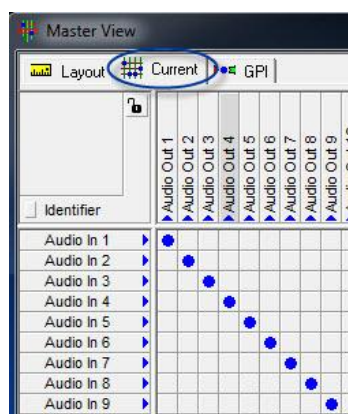 Master View
Layout Current GPI
Audio Out 1
Audio Out 2
Audio Out 3
Audio Out 4
Audio Out 5
Audio Out 6
Audio Out 7
Audio Out 8
Audio Out 9
Identifier
Audio In 1
Audio In 2
Audio In 3
Audio In 4
Audio In 5
Audio In 6
Audio In 7
Audio In 8
Audio In 9